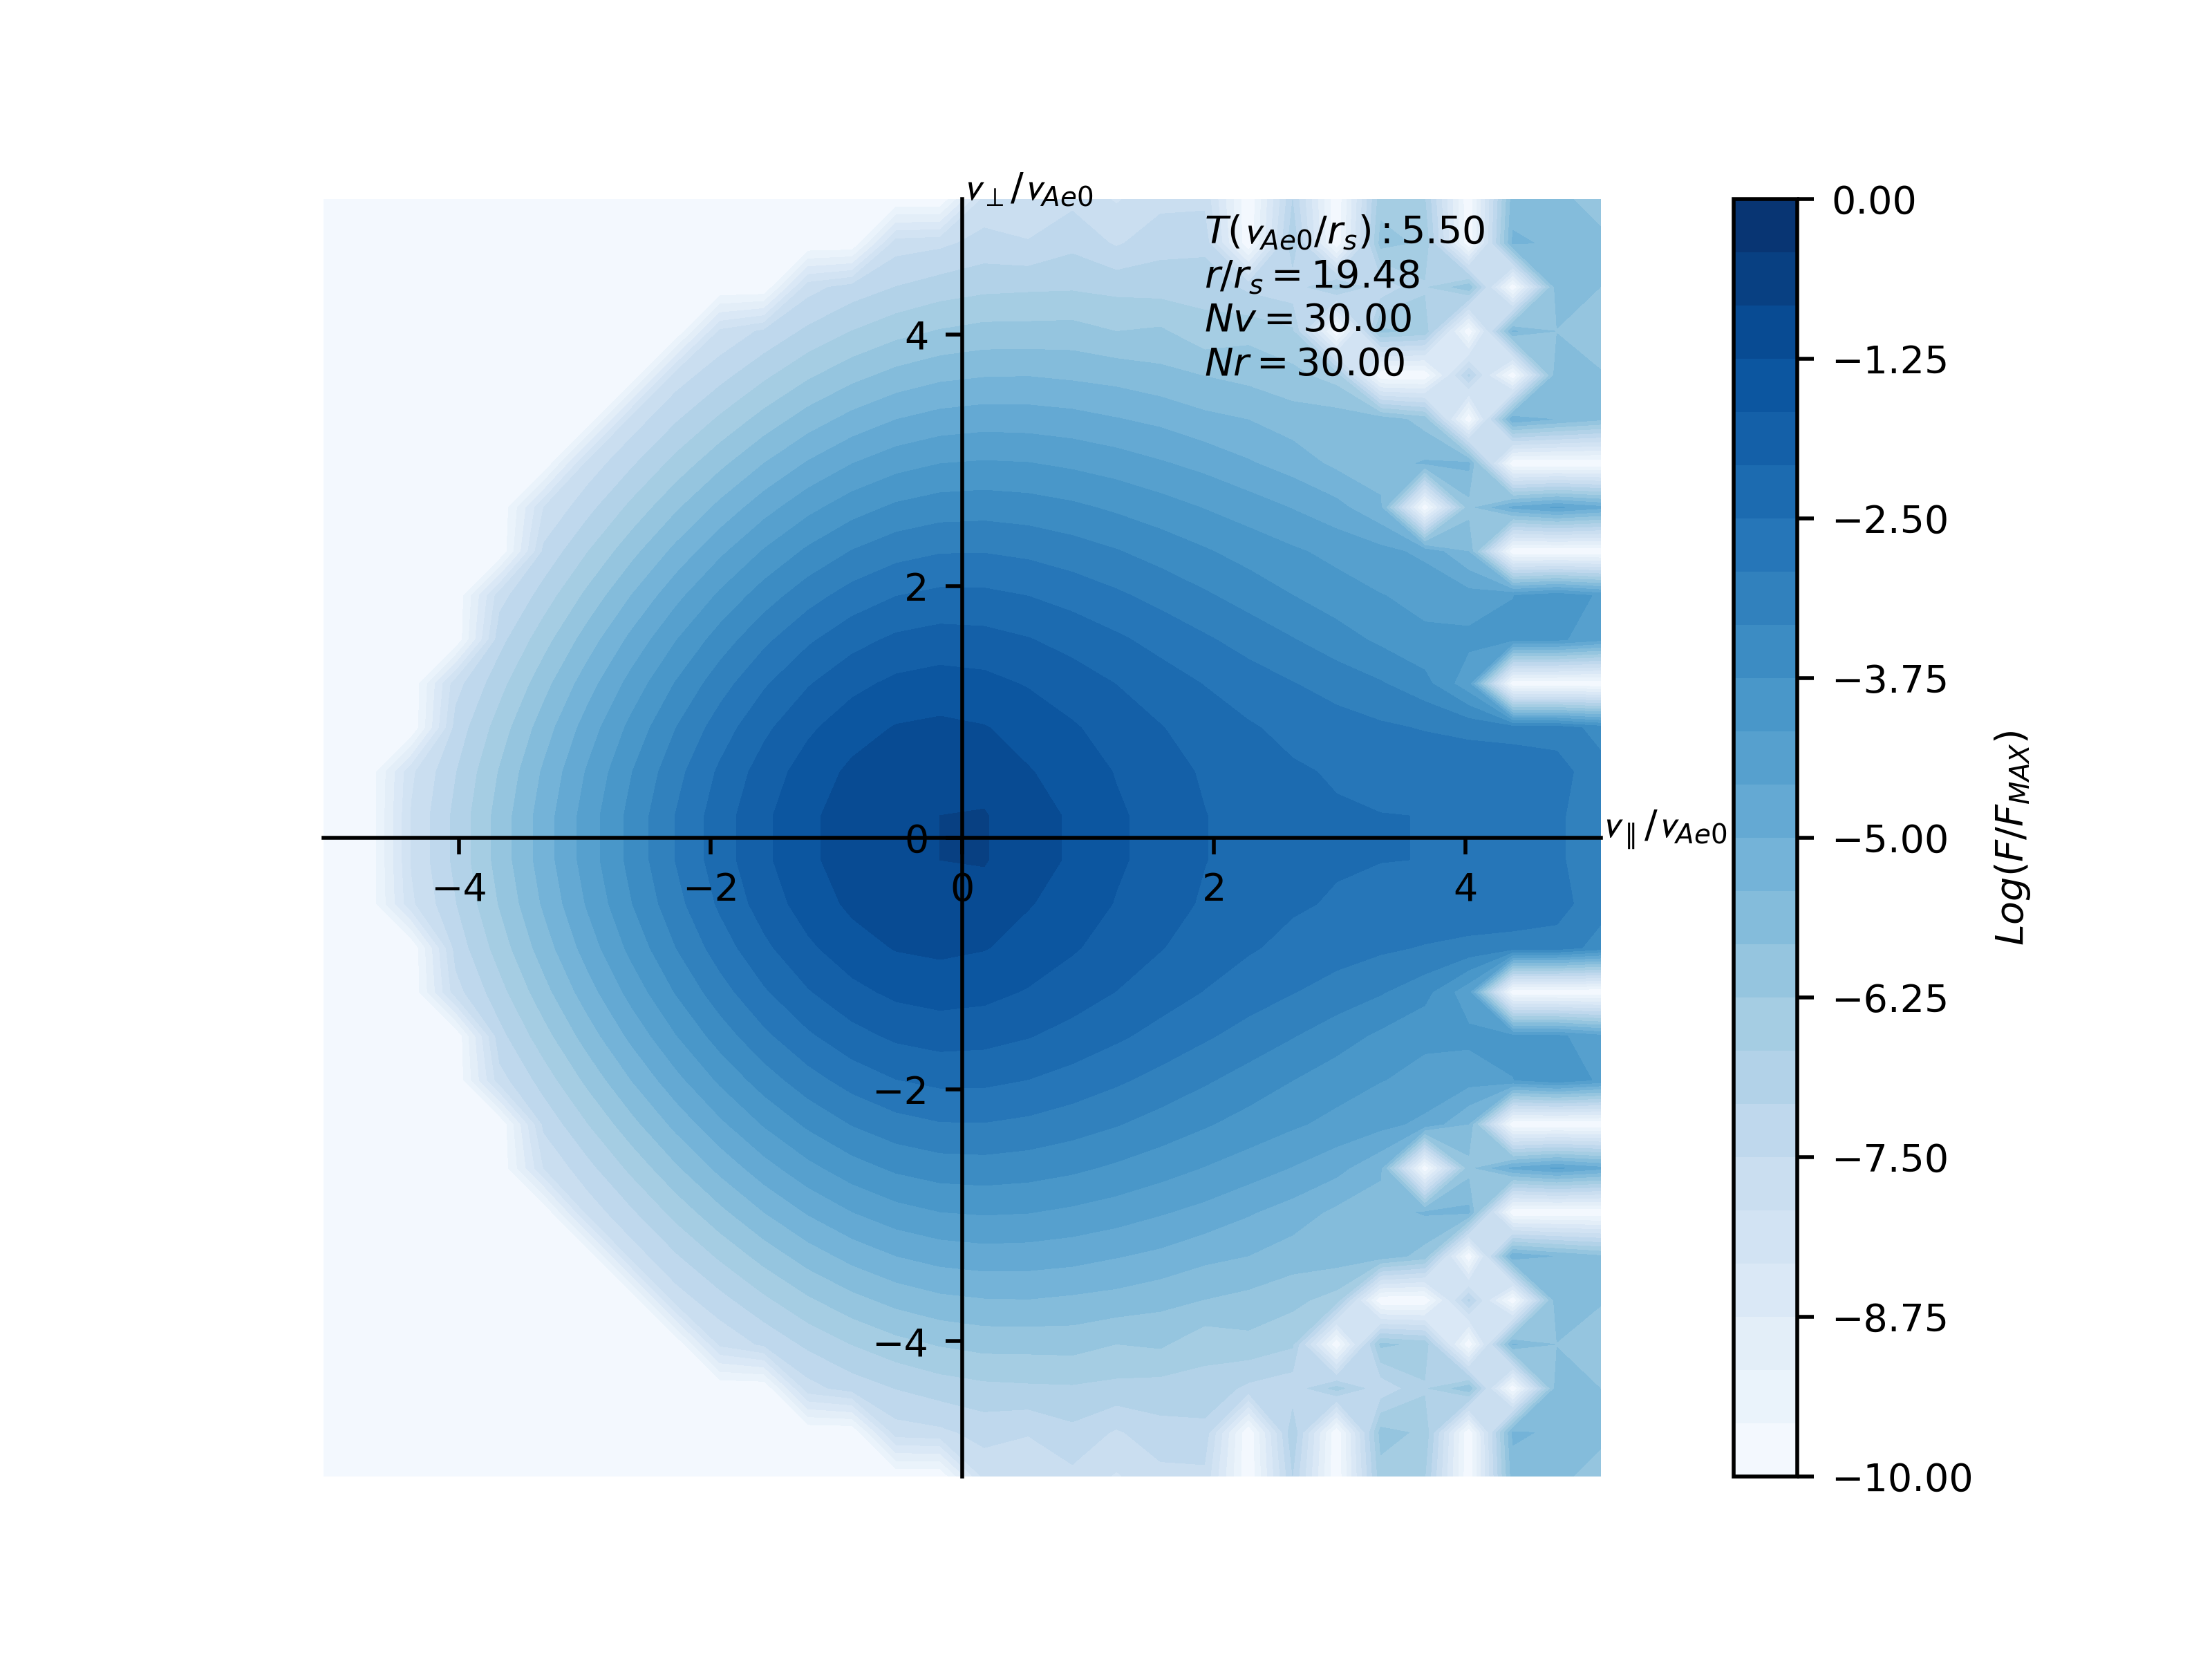 v⊥/vAe0
T(vAe0/rs) : 5.50
r/rs = 19.48
Nv = 30.00
Nr = 30.00
4
2
0
−2
−4
−4 −2 0 2 4
v∥/vAe0
0.00
−1.25
−2.50
−3.75
−5.00
−6.25
−7.50
−8.75
−10.00
Log(F/FMAX)